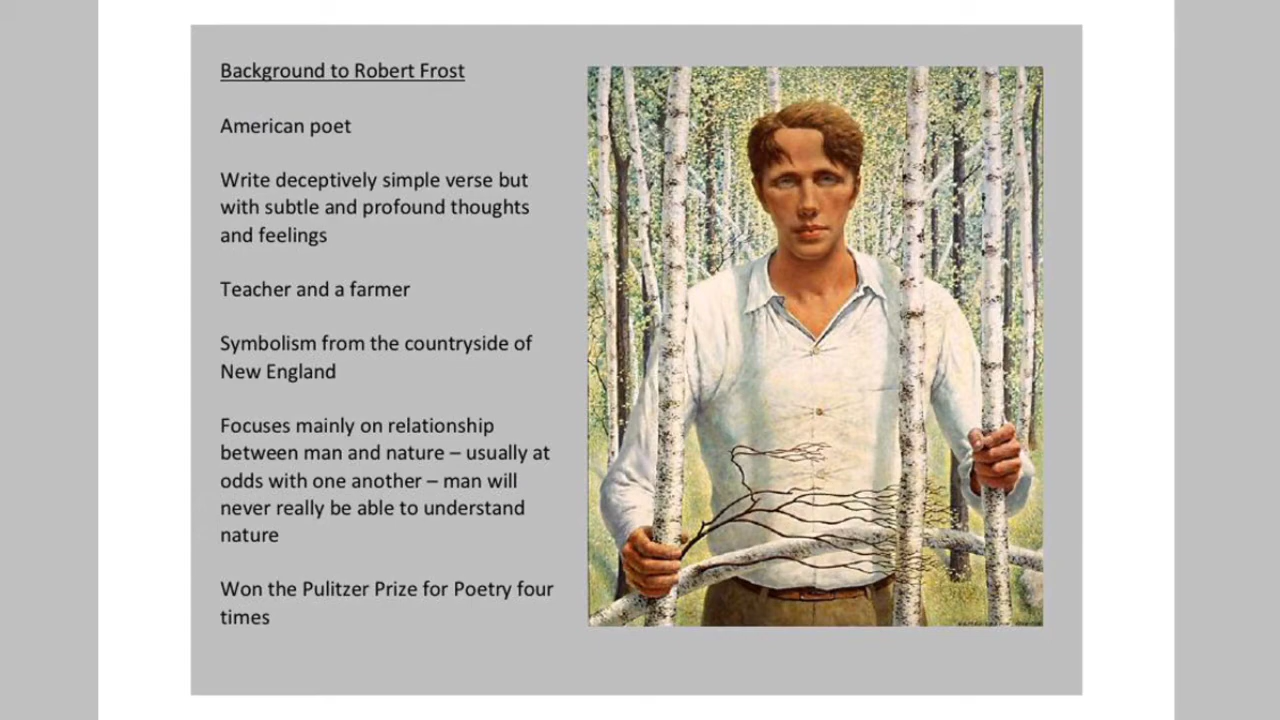 Background to Robert Frost
American poet
Write deceptively simple verse but
with subtle and profound thoughts
and feelings
Teacher and a farmer
Symbolism from the countryside of
New England
Focuses mainly on relationship
between man and nature – usually at
odds with one another – man will
never really be able to understand
nature
Won the Pulitzer Prize for Poetry four
times